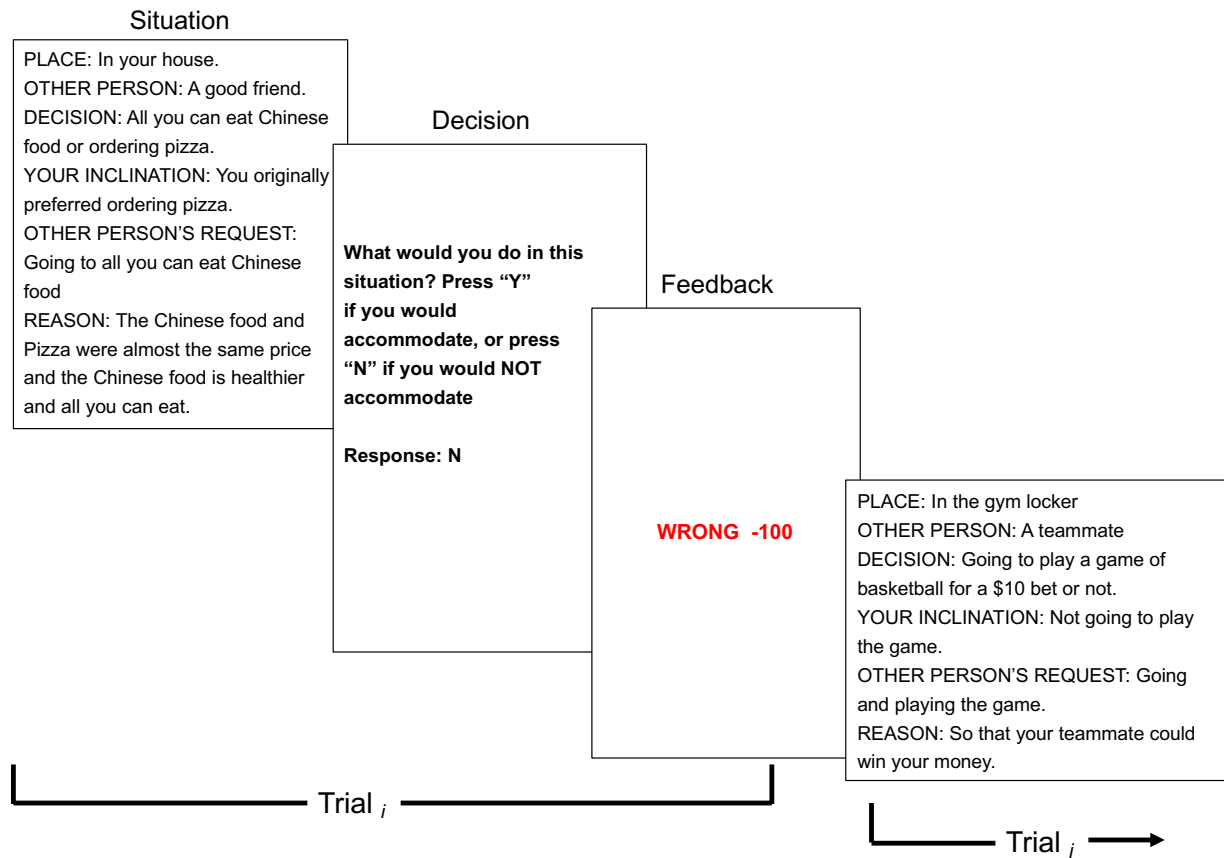 Situation
PLACE: In your house.
OTHER PERSON: A good friend.
DECISION: All you can eat Chinese
food or ordering pizza.
YOUR INCLINATION: You originally
preferred ordering pizza.
OTHER PERSON'S REQUEST:
Going to all you can eat Chinese
food
REASON: The Chinese food and
Pizza were almost the same price
and the Chinese food is healthier
and all you can eat.
Decision
What would you do in this
situation? Press “Y”
if you would
accommodate, or press
“N” if you would NOT
accommodate
Response: N
Feedback
WRONG -100
PLACE: In the gym locker
OTHER PERSON: A teammate
DECISION: Going to play a game of
basketball for a $10 bet or not.
YOUR INCLINATION: Not going to play
the game.
OTHER PERSON'S REQUEST: Going
and playing the game.
REASON: So that your teammate could
win your money.
Trial i
Trial j